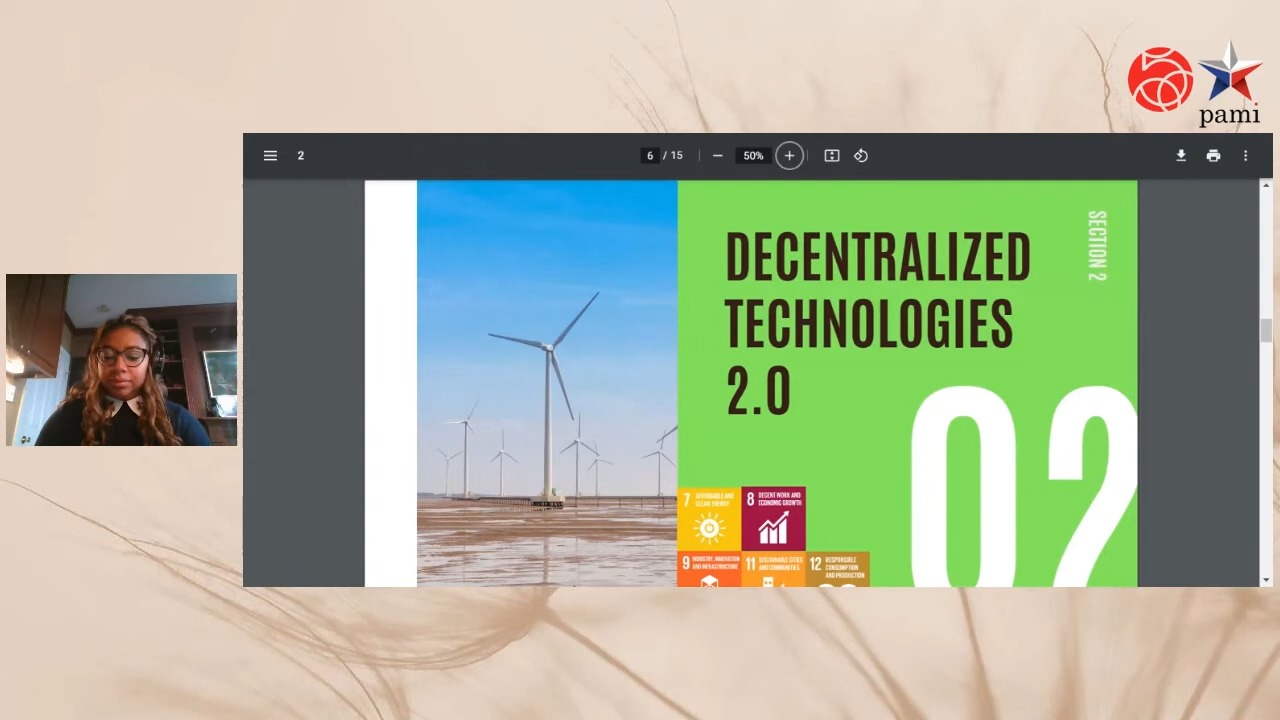 pami
2
6 / 15
50%
SECTION 2
DECENTRALIZED
TECHNOLOGIES
2.0
02
7 AFFORDABLE AND
CLEAN ENERGY
8 DECENT WORK AND
ECONOMIC GROWTH
9 INDUSTRY, INNOVATION
AND INFRASTRUCTURE
11 SUSTAINABLE CITIES
AND COMMUNITIES
12 RESPONSIBLE
CONSUMPTION
AND PRODUCTION